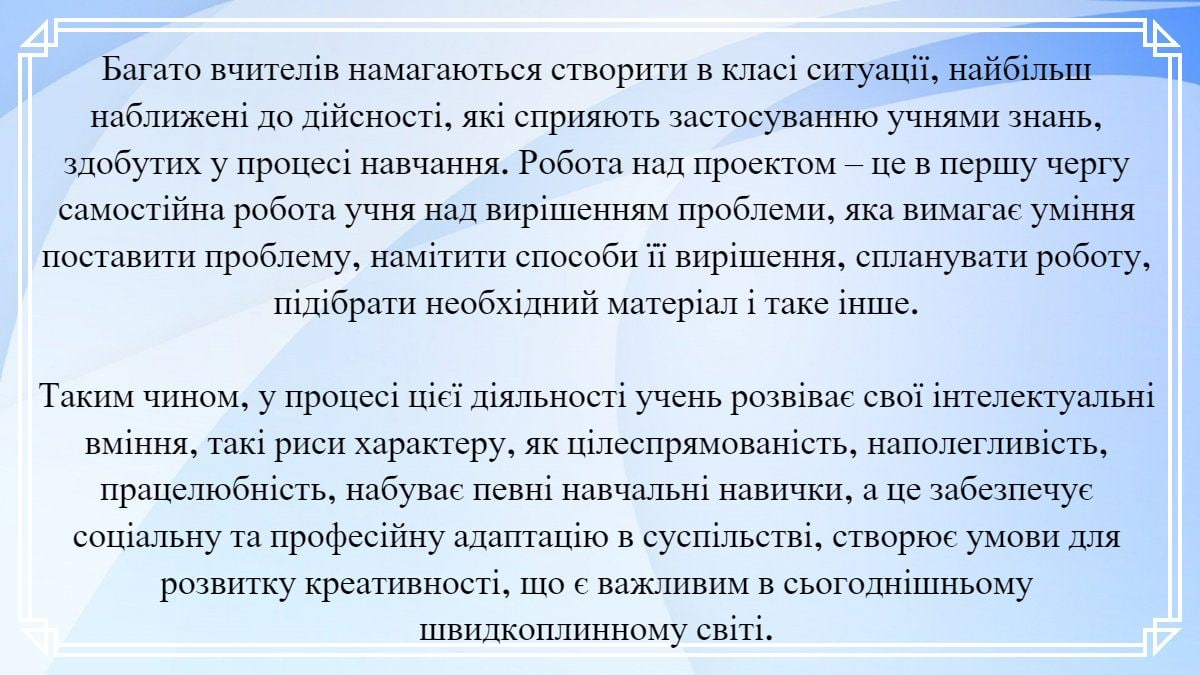 Багато вчителів намагаються створити в класі ситуації, найбільш
наближені до дійсності, які сприяють застосуванню учнями знань,
здобутих у процесі навчання. Робота над проектом – це в першу чергу
самостійна робота учня над вирішенням проблеми, яка вимагає уміння
поставити проблему, намітити способи її вирішення, спланувати роботу,
підібрати необхідний матеріал і таке інше.
Таким чином, у процесі цієї діяльності учень розвіває свої інтелектуальні
вміння, такі риси характеру, як цілеспрямованість, наполегливість,
працелюбність, набуває певні навчальні навички, а це забезпечує
соціальну та професійну адаптацію в суспільстві, створює умови для
розвитку креативності, що є важливим в сьогоднішньому
швидкоплинному світі.